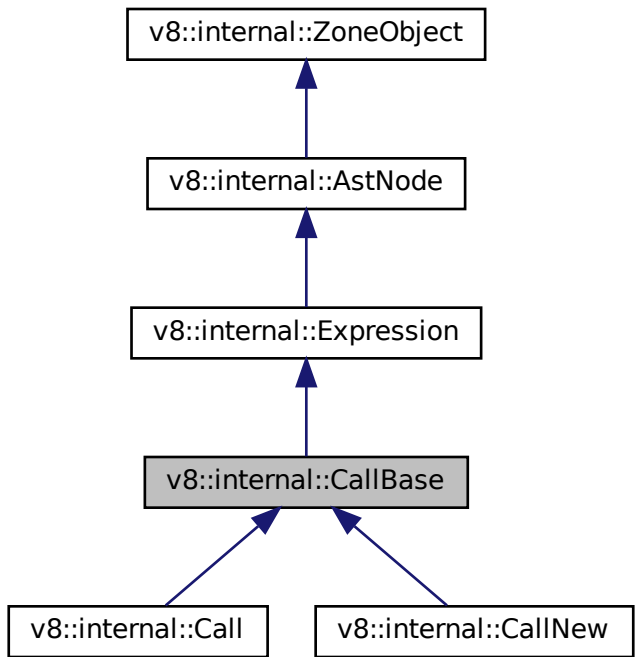 v8::internal::ZoneObject
v8::internal::AstNode
v8::internal::Expression
v8::internal::CallBase
v8::internal::Call
v8::internal::CallNew